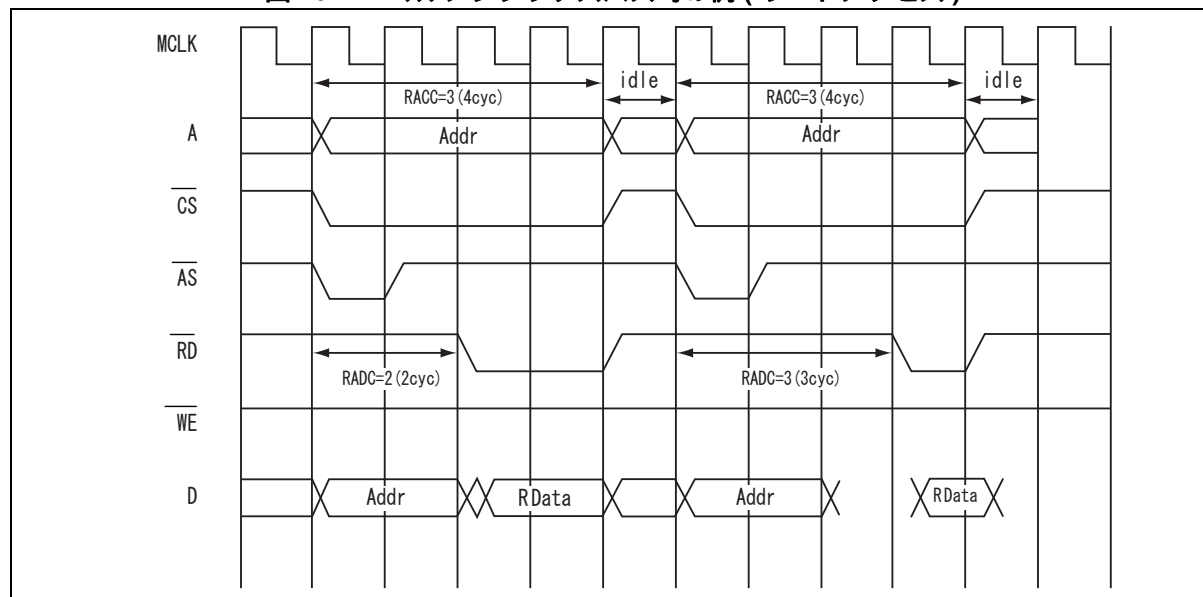 MCLK
idle
idle
RACC=3(4cyc)
RACC=3(4cyc)
A
Addr
Addr
CS
AS
RD
RADC=2(2cyc)
RADC=3(3cyc)
WE
D
Addr
RData
Addr
RData